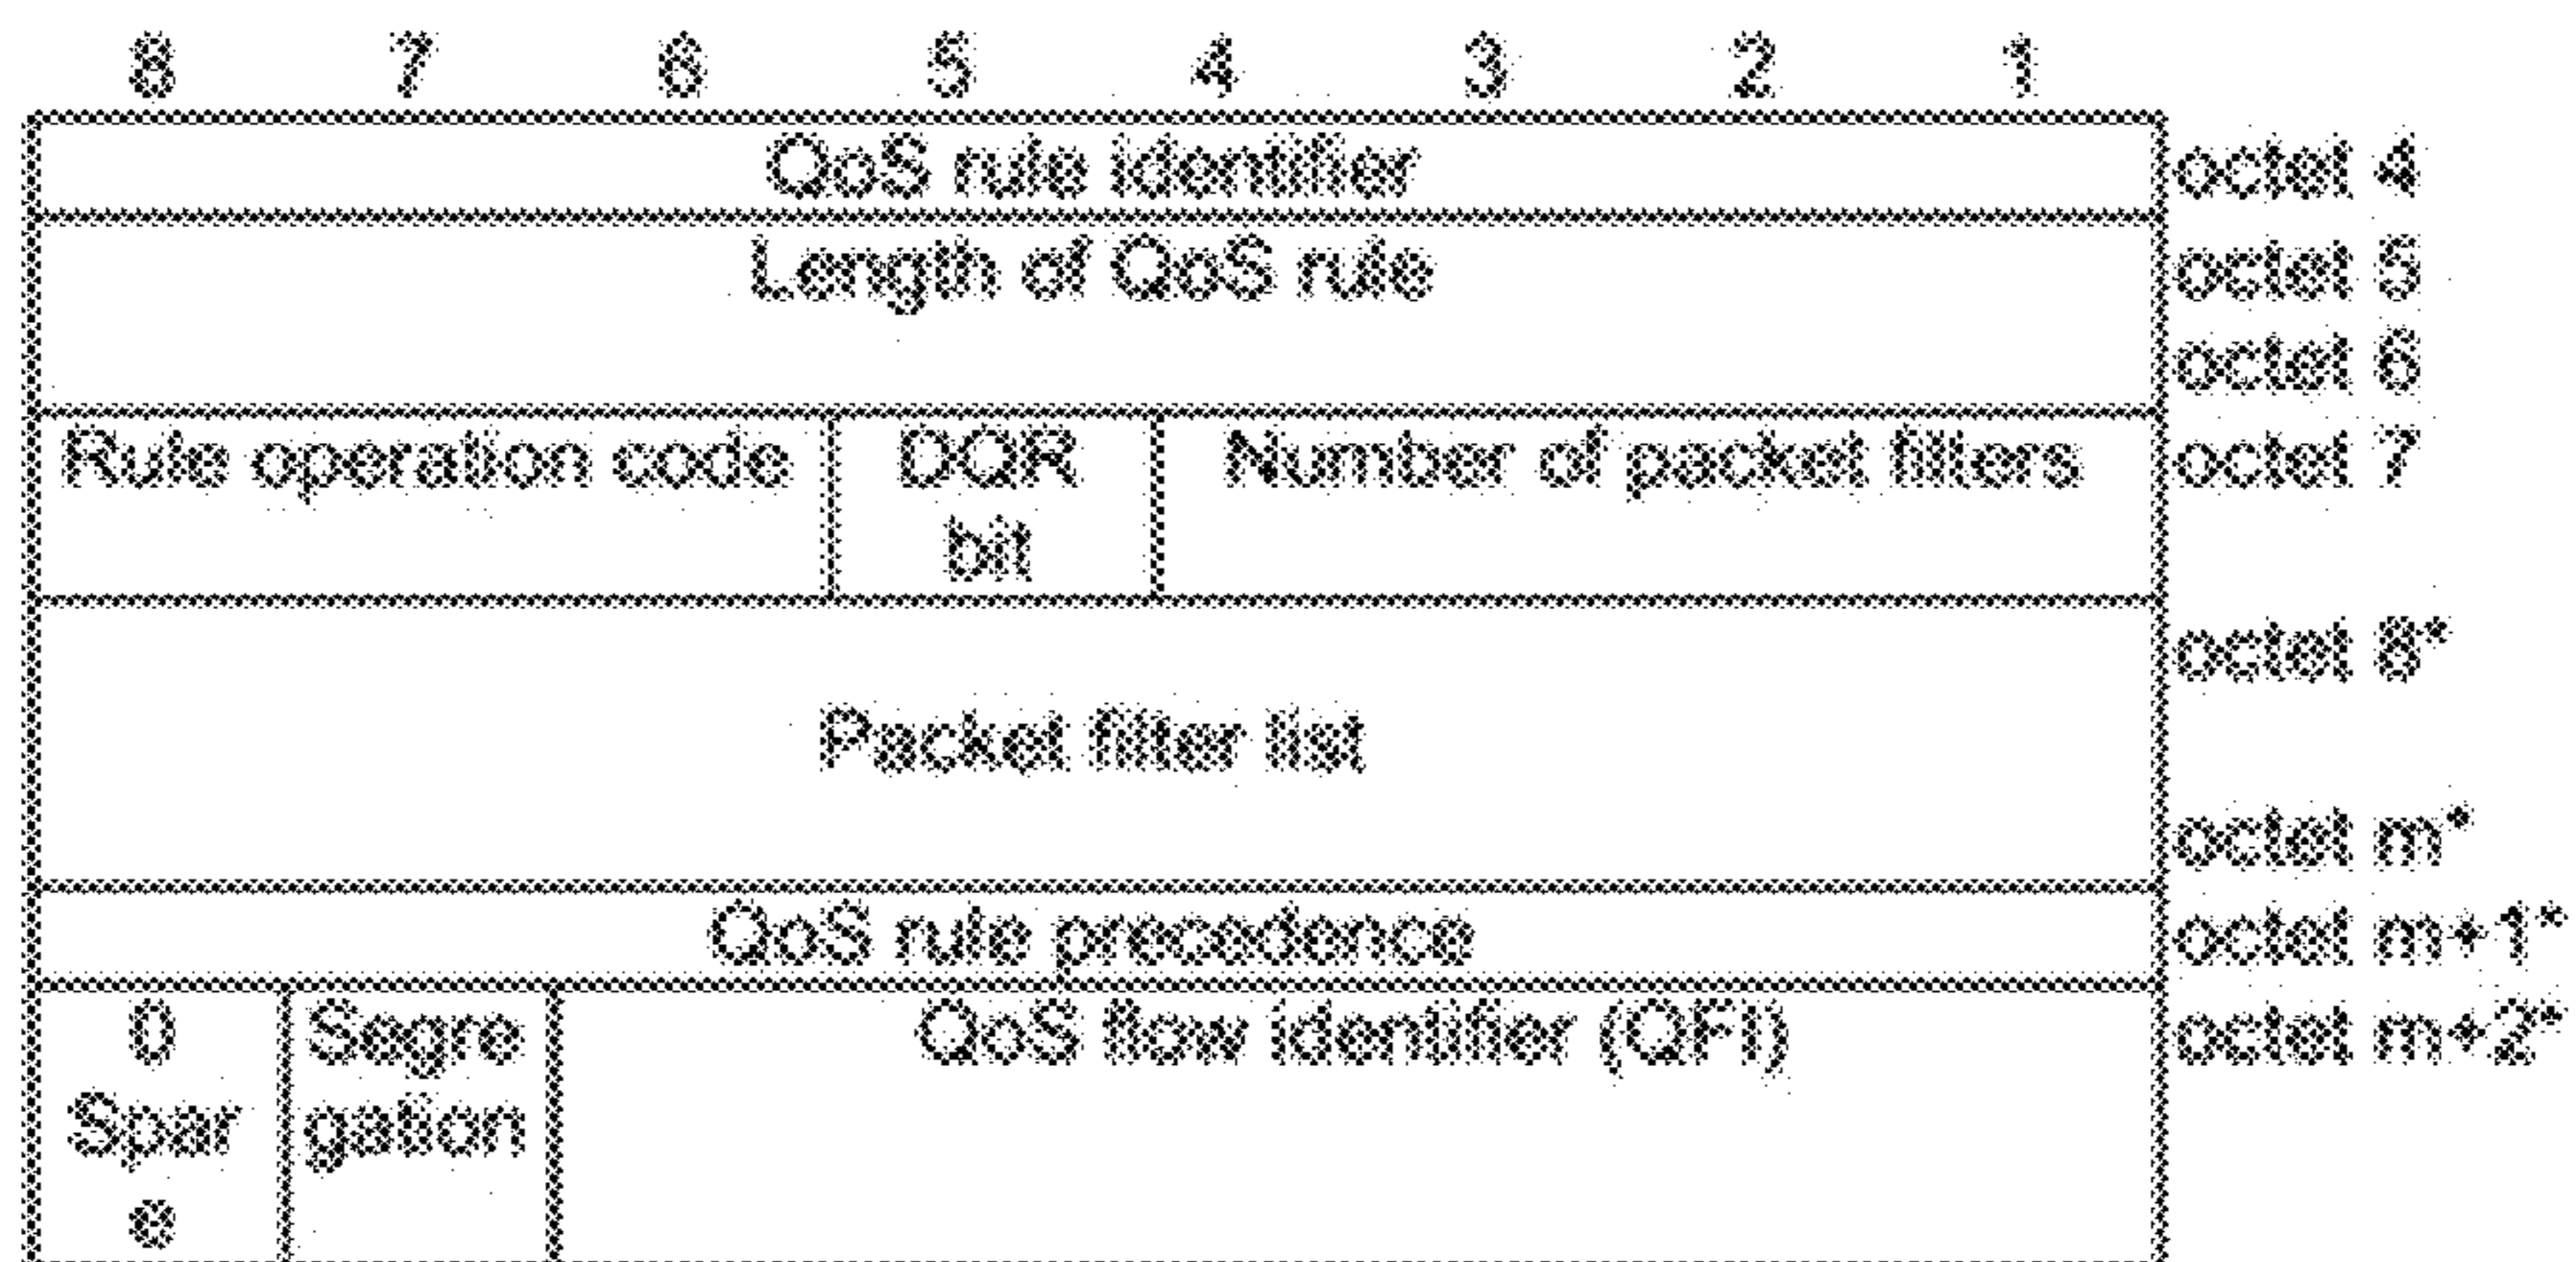 8 7 6 5 4 3 2 1
QoS rule identifier octet 4
Length of QoS rule octet 5
octet 6
Rule operation code DQR Number of packet filters octet 7
bit
octet 8*
Packet filter list
octet m*
QoS rule precedence octet m+1*
0 Segre QoS flow identifier (QFI) octet m+2*
Spar gation
e